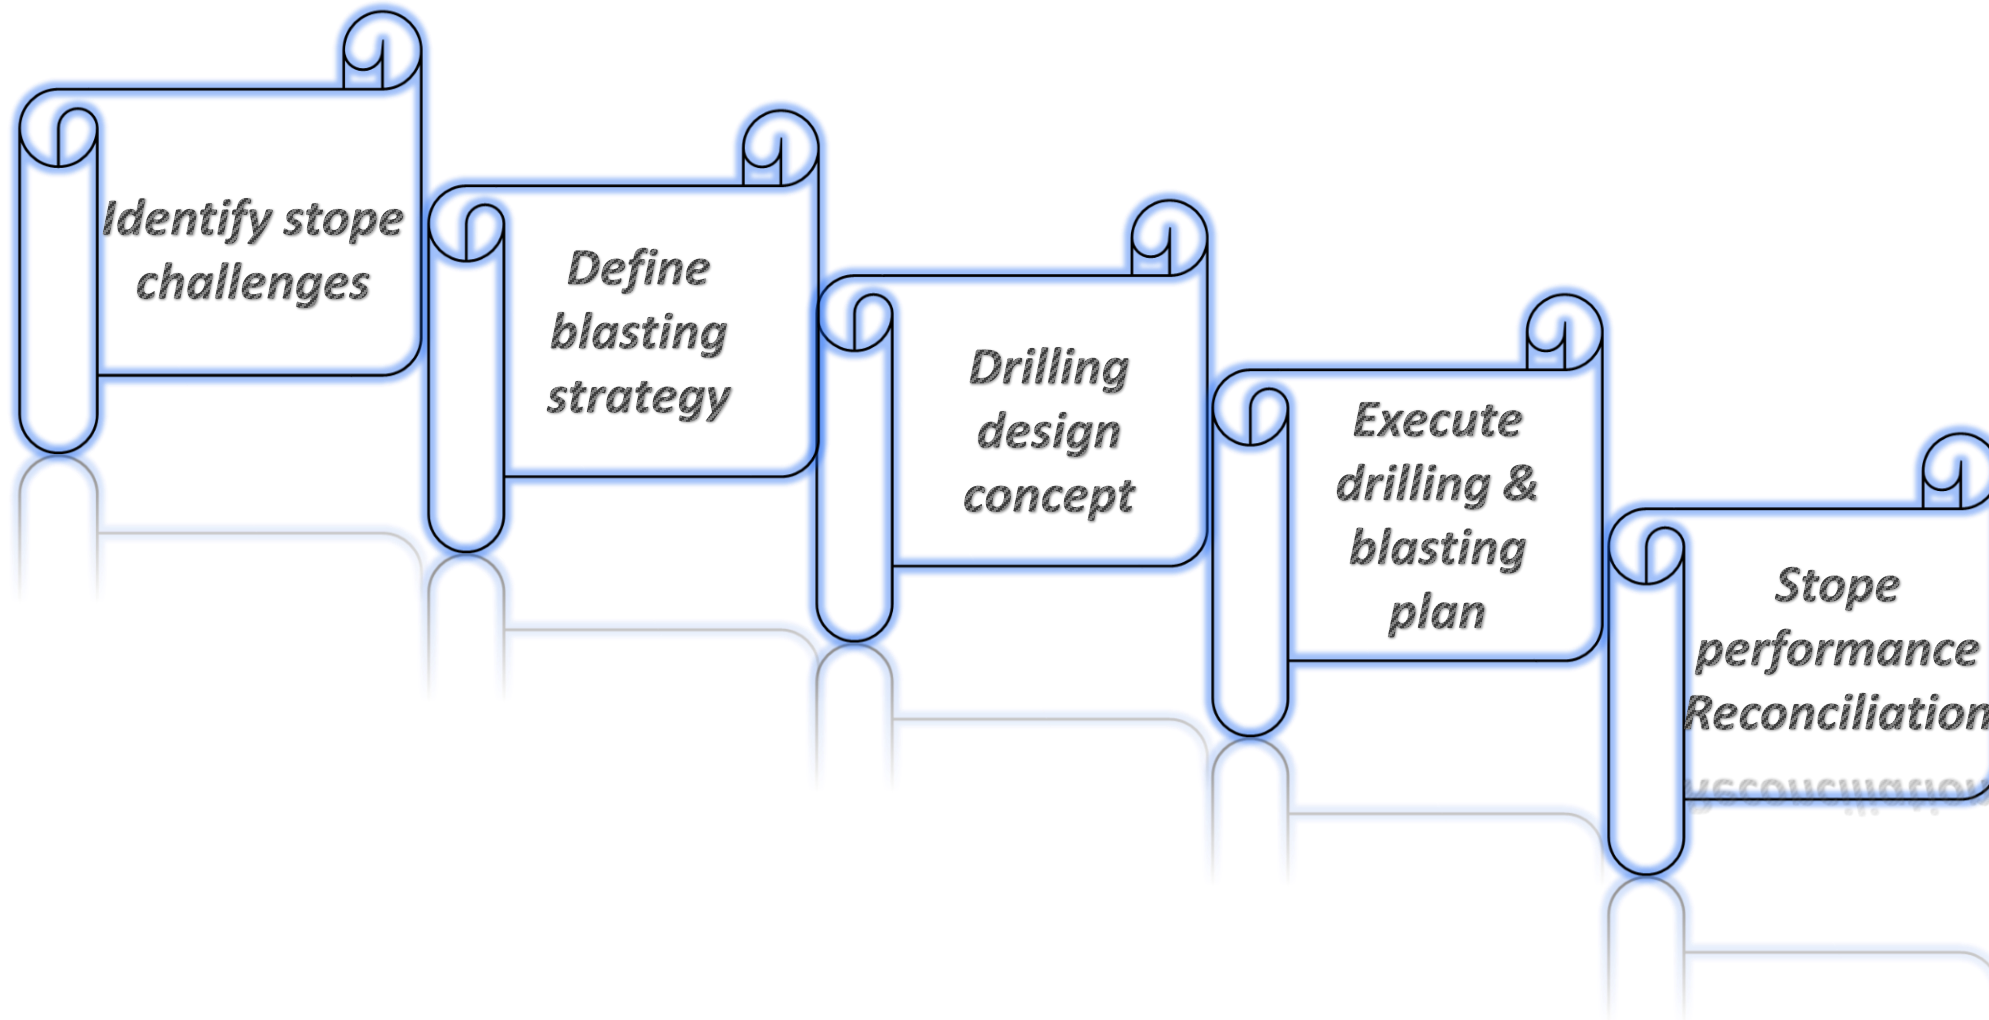 Identify stope
challenges
Define
blasting
strategy
Drilling
design
concept
Execute
drilling &
blasting
plan
Stope
performance
Reconciliation